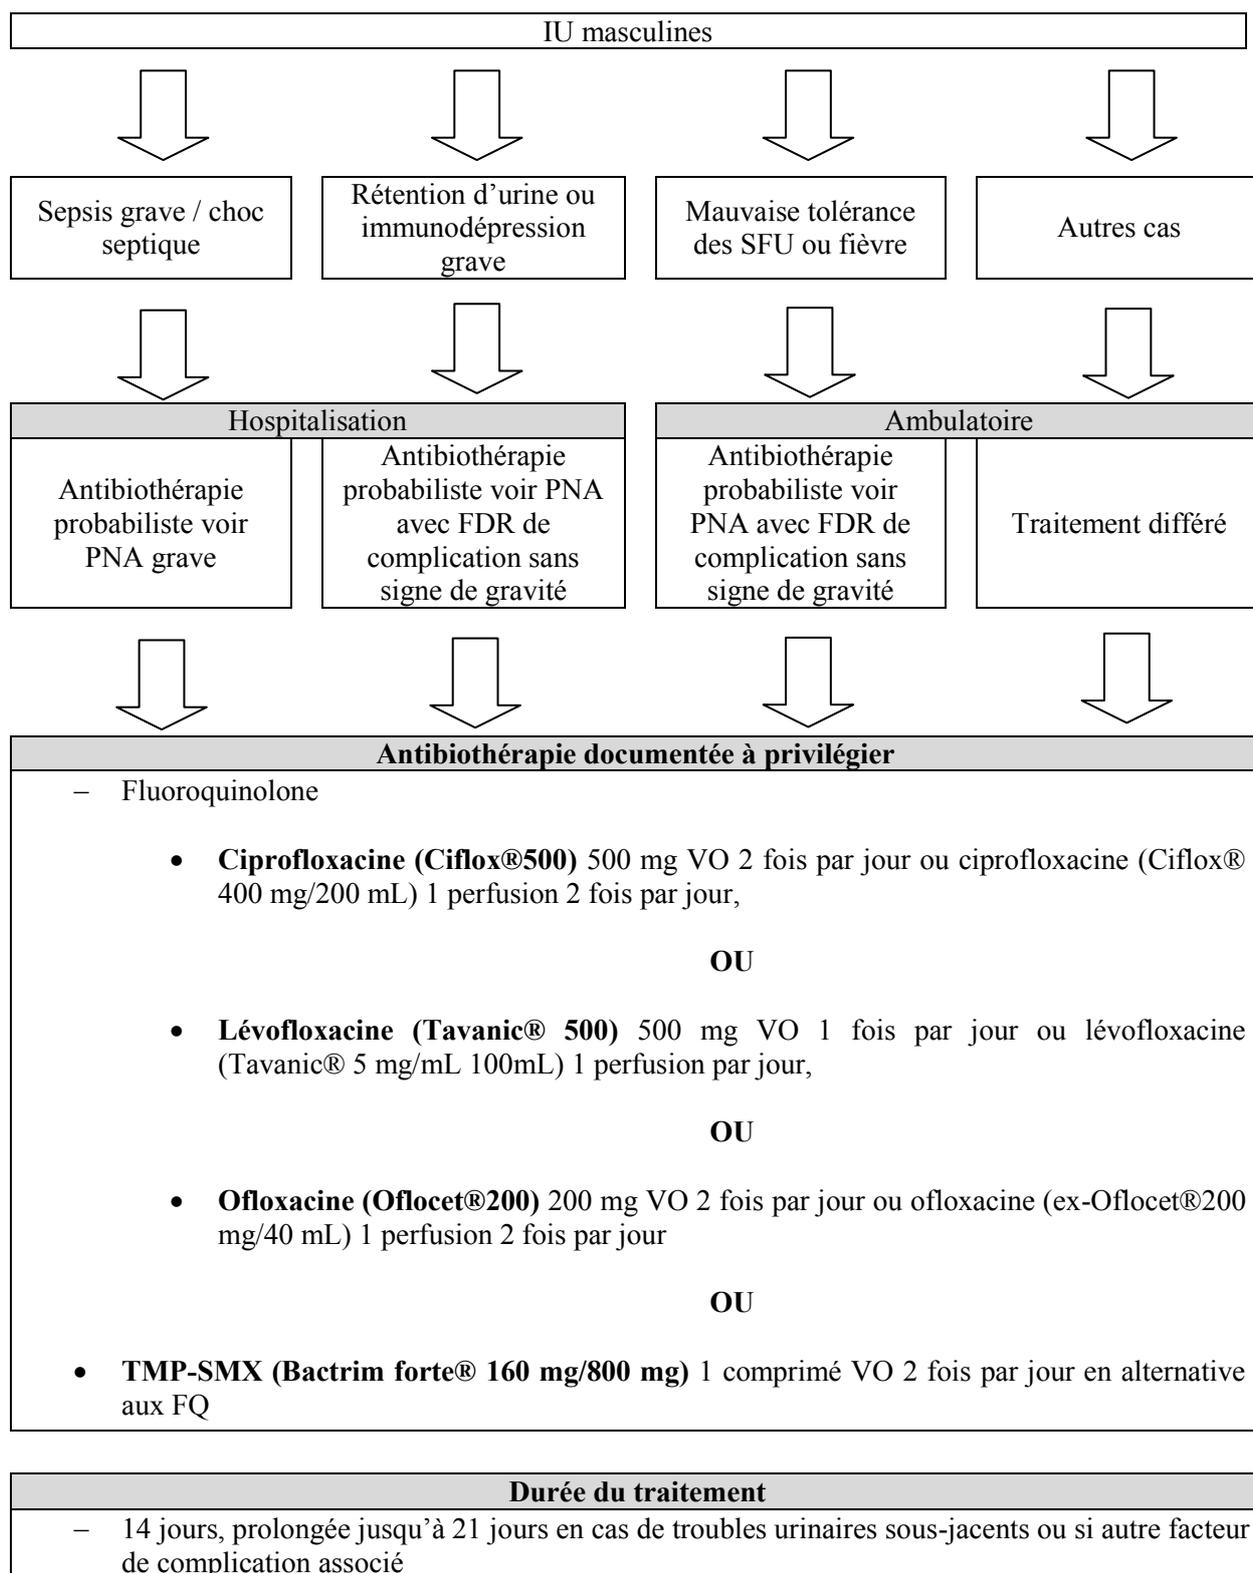 IU masculines
Sepsis grave / choc
septique
Rétention d’urine ou
immunodépression
grave
Mauvaise tolérance
des SFU ou fièvre
Autres cas
Hospitalisation
Ambulatoire
Antibiothérapie
probabiliste voir
PNA grave
Antibiothérapie
probabiliste voir PNA
avec FDR de
complication sans
signe de gravité
Antibiothérapie
probabiliste voir
PNA avec FDR de
complication sans
signe de gravité
Traitement différé
Antibiothérapie documentée à privilégier
– Fluoroquinolone
• Ciprofloxacine (Ciflox®500) 500 mg VO 2 fois par jour ou ciprofloxacine (Ciflox®
400 mg/200 mL) 1 perfusion 2 fois par jour,
OU
• Lévofloxacine (Tavanic® 500) 500 mg VO 1 fois par jour ou lévofloxacine
(Tavanic® 5 mg/mL 100mL) 1 perfusion par jour,
OU
• Ofloxacine (Oflocet®200) 200 mg VO 2 fois par jour ou ofloxacine (ex-Oflocet®200
mg/40 mL) 1 perfusion 2 fois par jour
OU
• TMP-SMX (Bactrim forte® 160 mg/800 mg) 1 comprimé VO 2 fois par jour en alternative
aux FQ
Durée du traitement
– 14 jours, prolongée jusqu’à 21 jours en cas de troubles urinaires sous-jacents ou si autre facteur
de complication associé